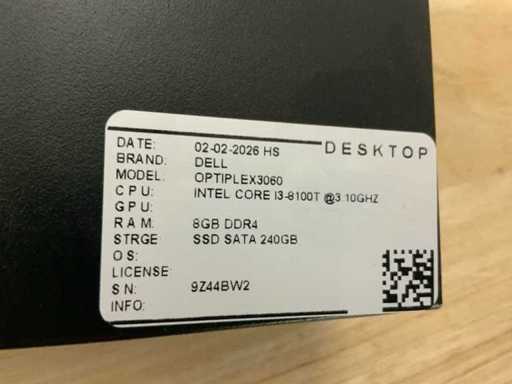 DESKTOP
DATE: 02-02-2026 HS
BRAND: DELL
MODEL: OPTIPLEX3060
CPU: INTEL CORE I3-8100T @3.10GHZ
GPU:
RAM: 8GB DDR4
STRGE SSD SATA 240GB
OS:
LICENSE:
SN: 9Z44BW2
INFO: